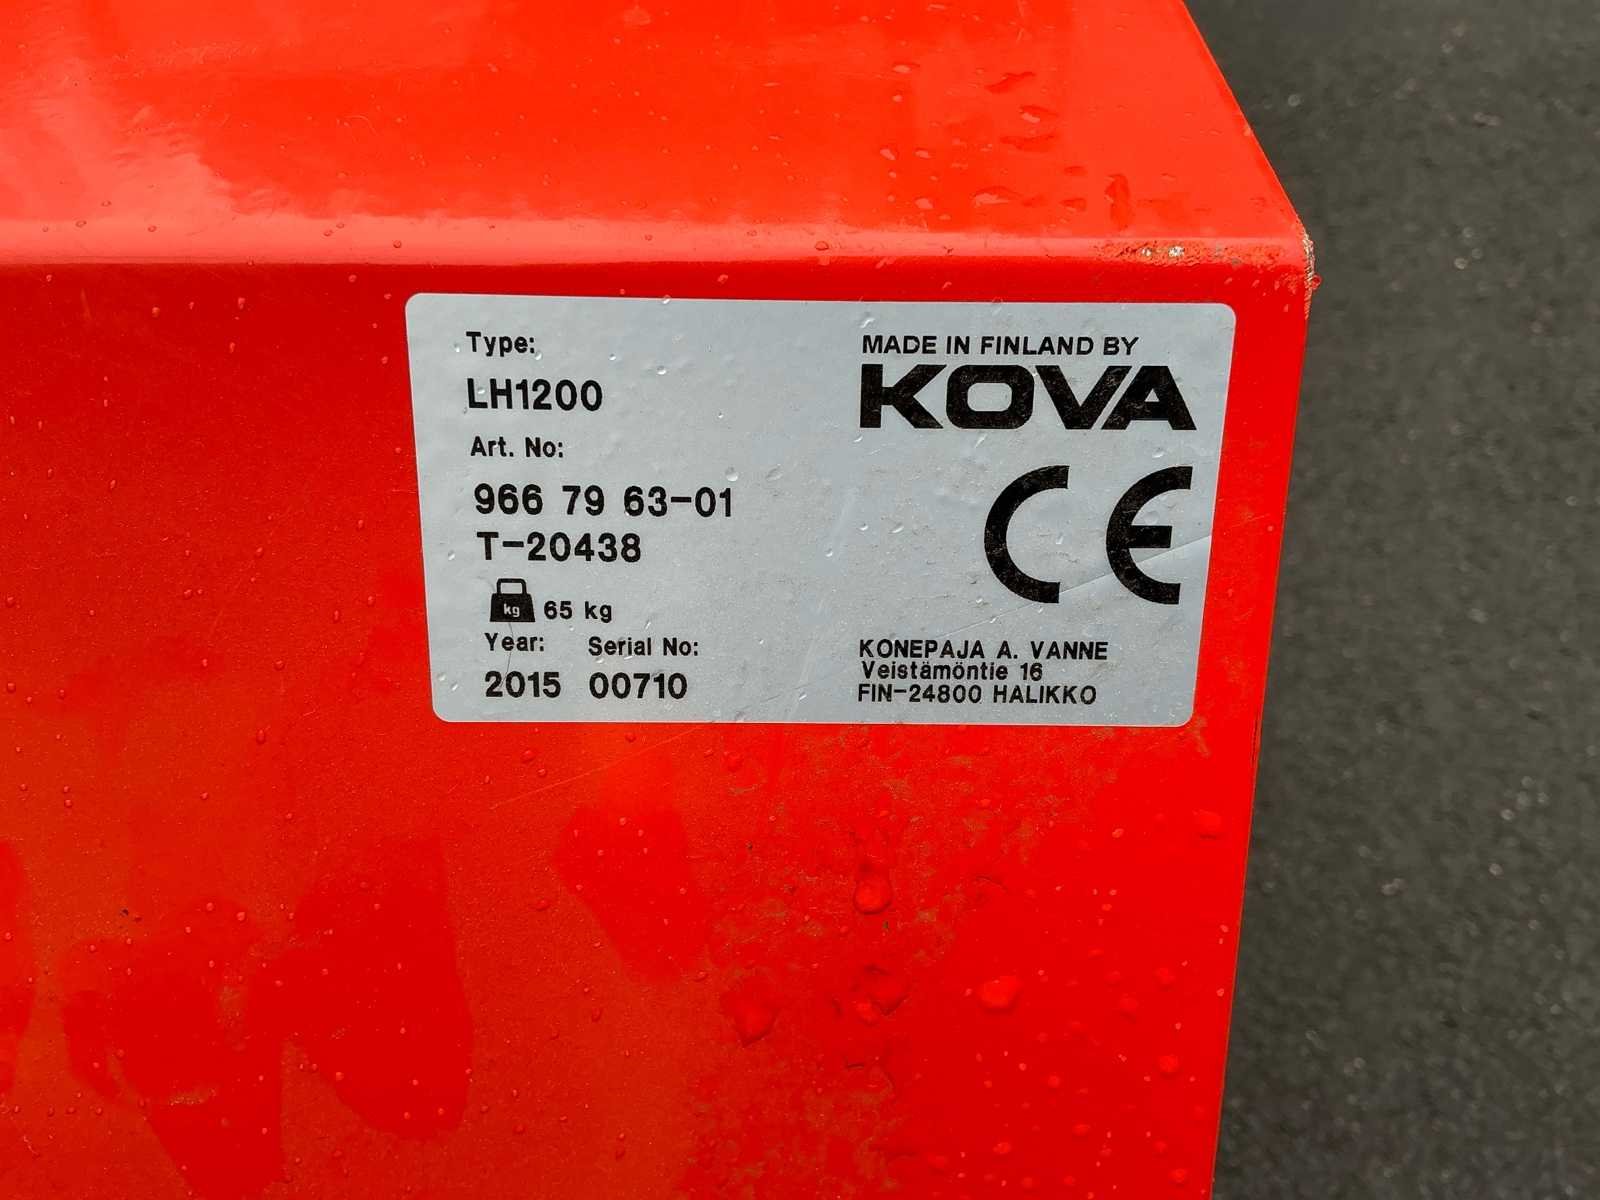 Type:
LH1200
Art. No:
966 79 63-01
T-20438
kg 65 kg
Year: Serial No:
2015 00710
MADE IN FINLAND BY
KOVA
CE
KONEPAJA A. VANNE
Veistämöntie 16
FIN-24800 HALIKKO